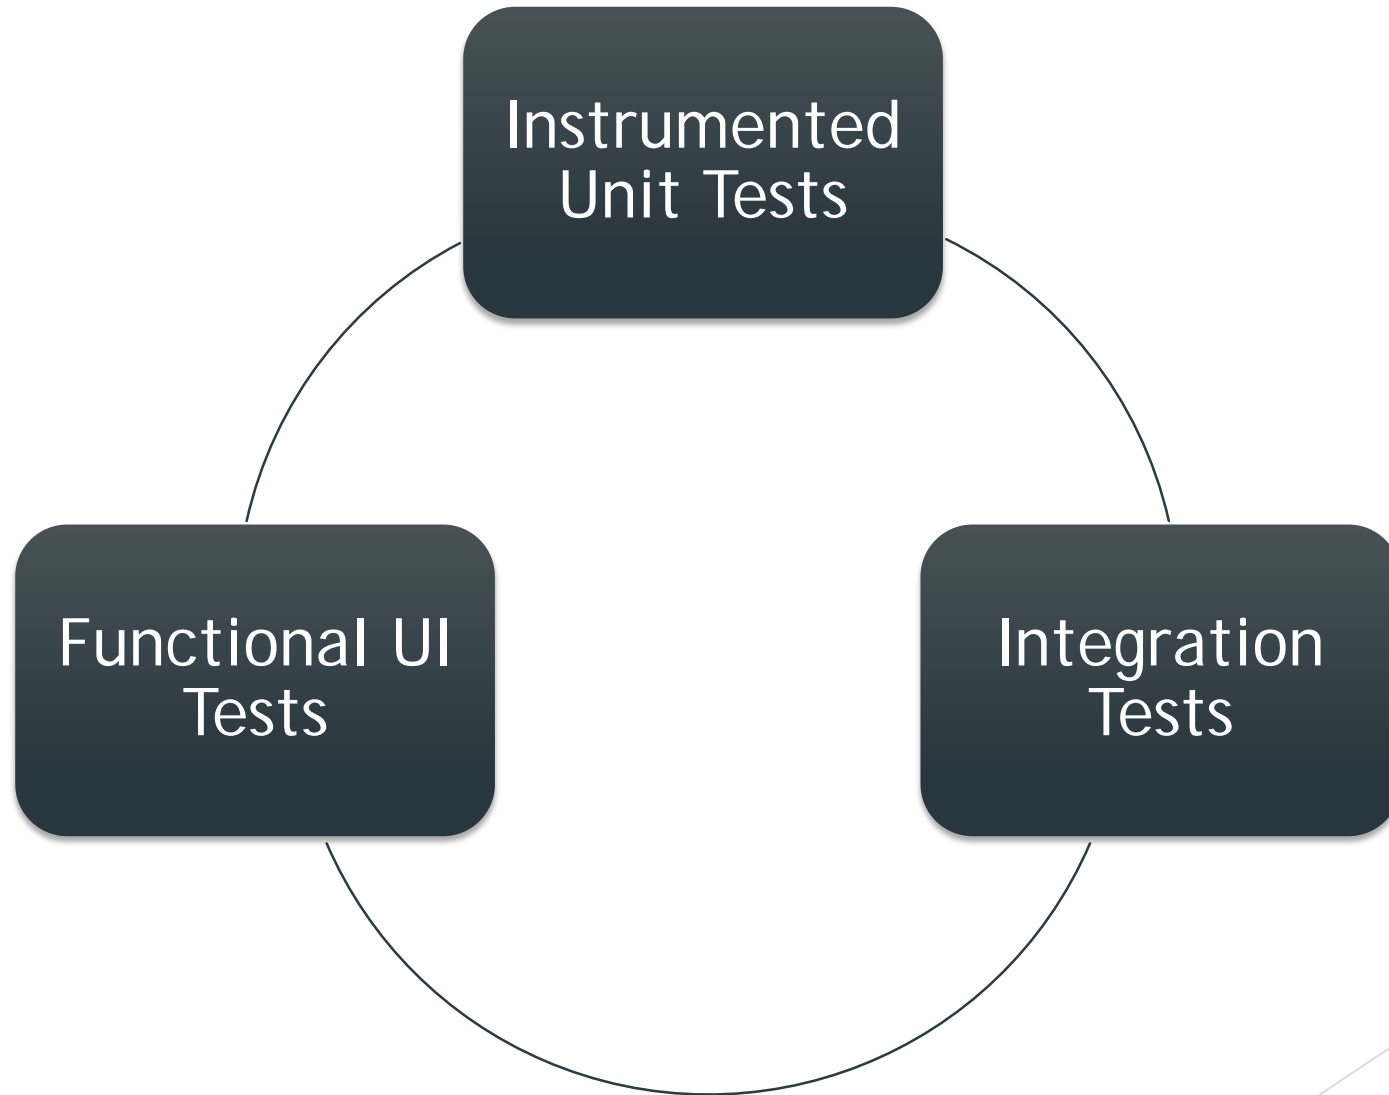 Instrumented
Unit Tests
Functional UI
Tests
Integration
Tests